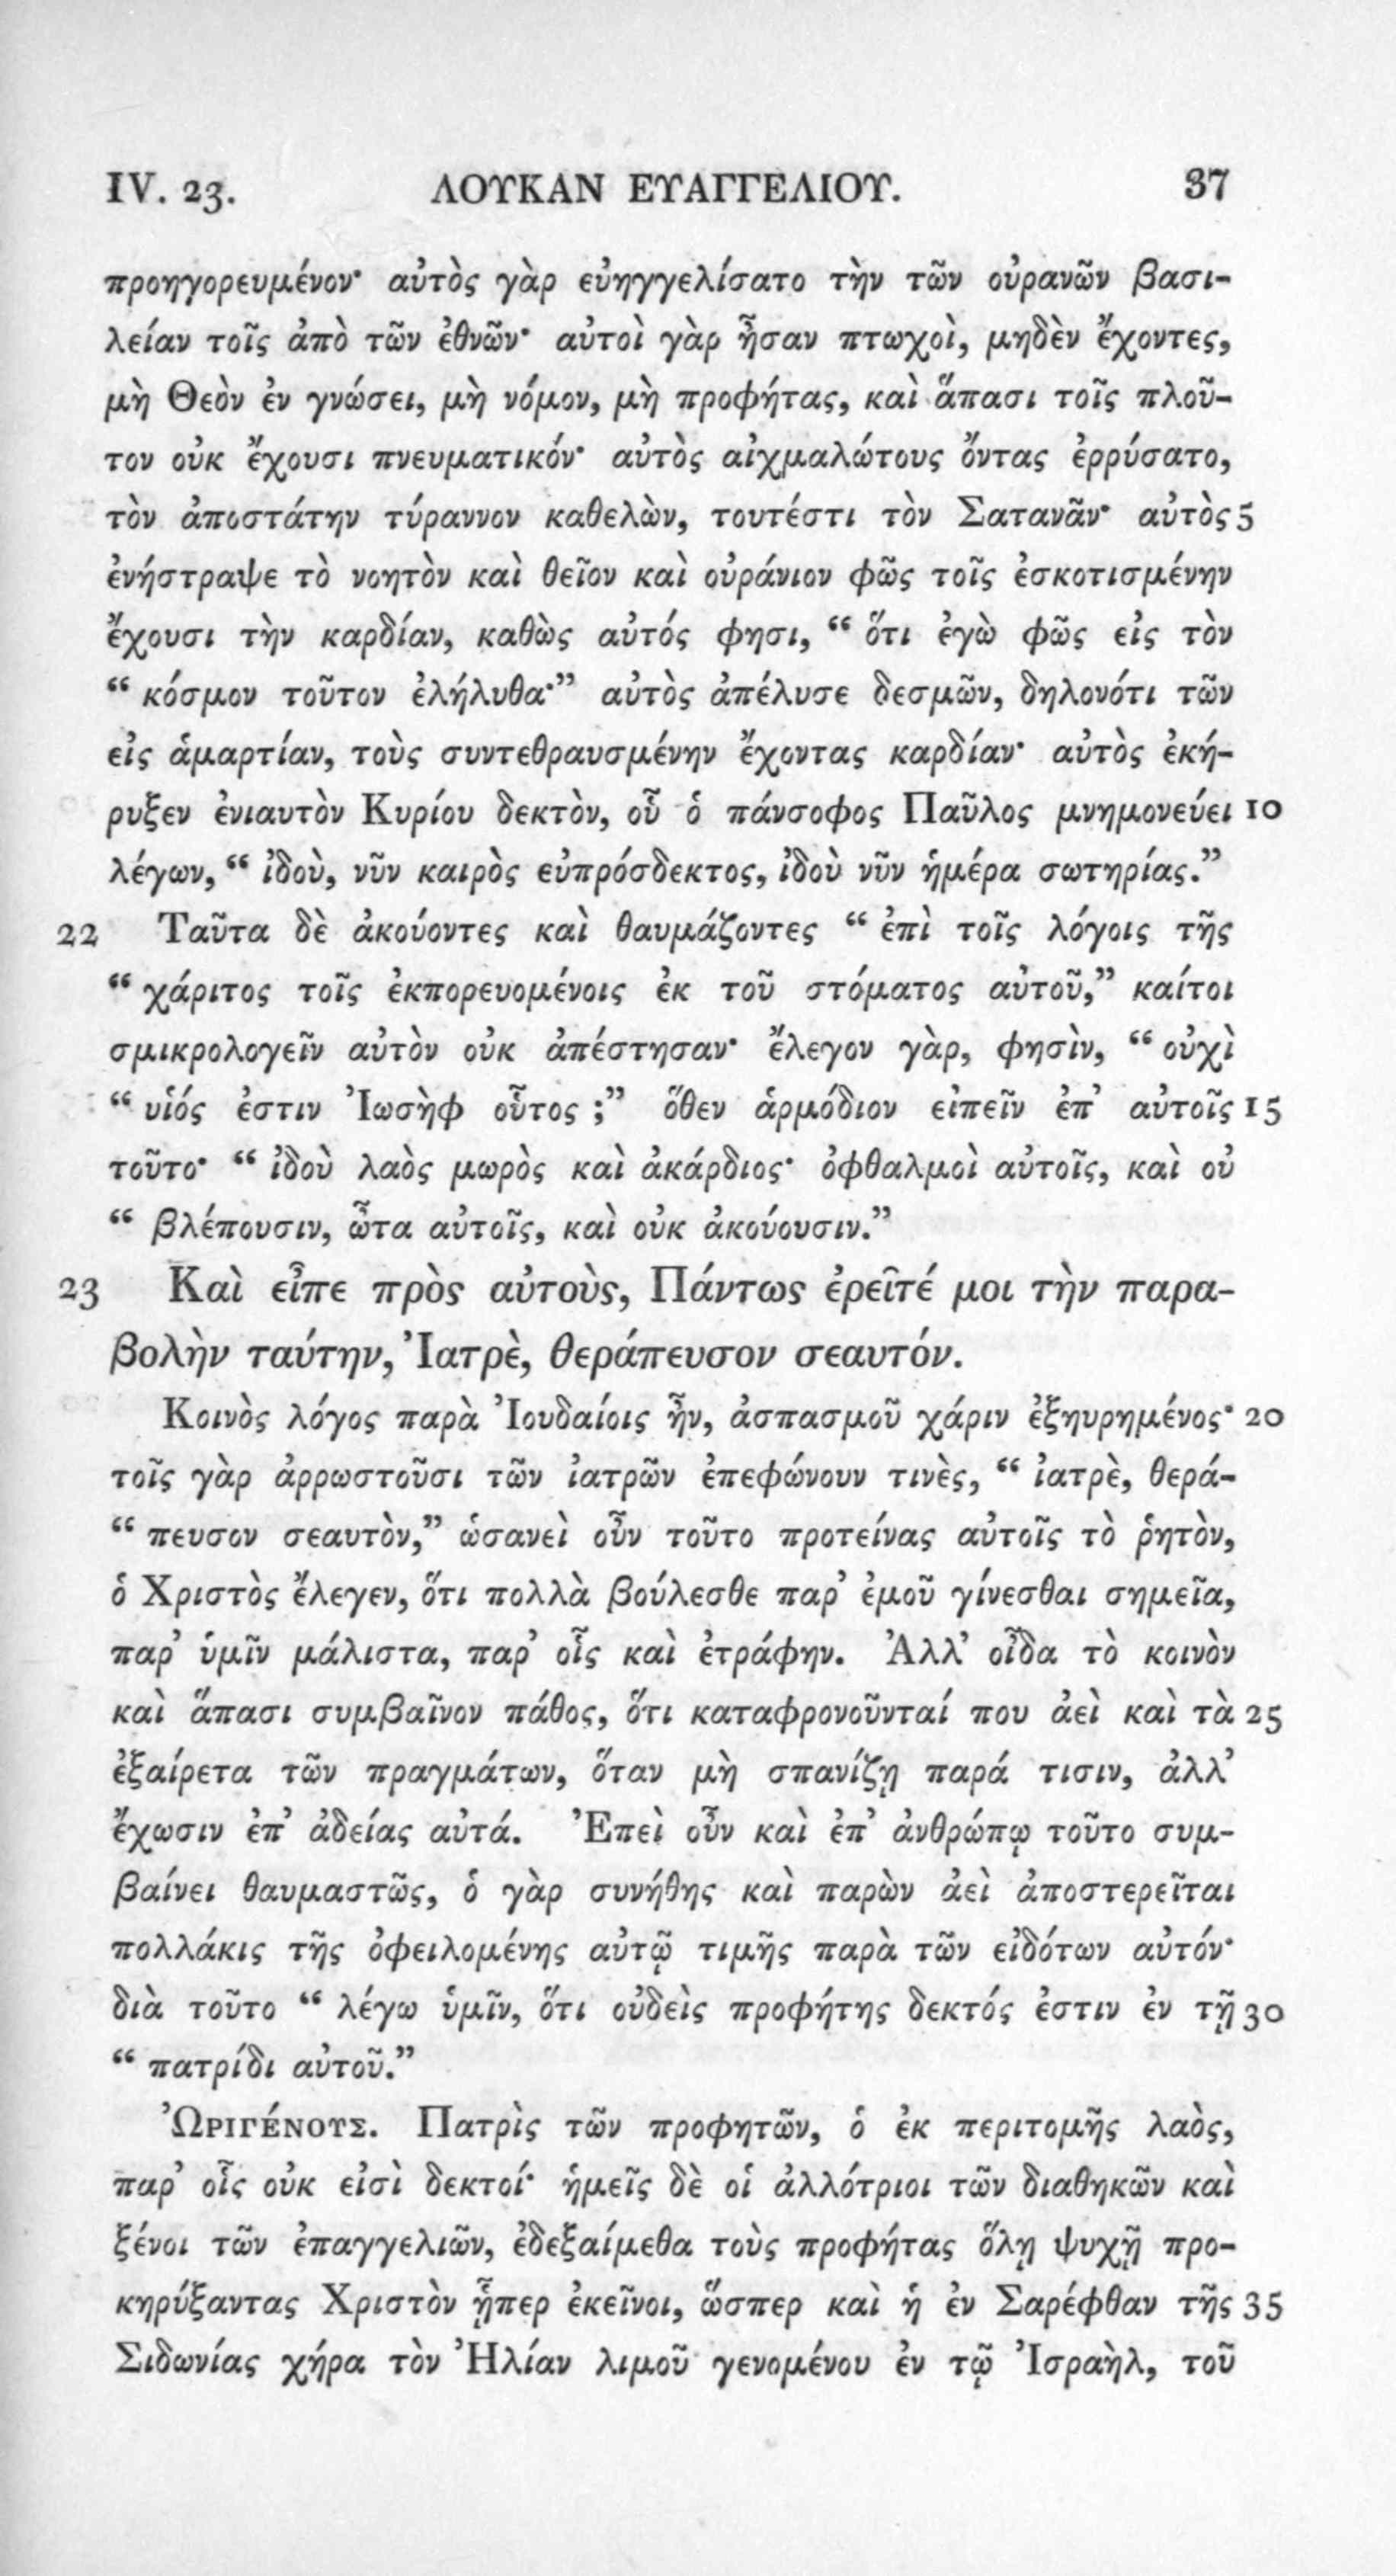 IV. 23. ΛΟΥΚΑΝ ΕΥΑΓΓΕΛΙΟΥ. 37
προηγορευμένον· αὐτὸς γὰρ εὐηγγελίσατο τὴν τῶν οὐρανῶν βασι-
λείαν τοῖς ἀπὸ τῶν ἐθνῶν· αὐτοὶ γὰρ ἦσαν πτωχοὶ, μηδὲν ἔχοντες,
μὴ Θεὸν ἐν γνώσει, μὴ νόμον, μὴ προφήτας, καὶ ἅπασι τοῖς πλοῦ-
τον οὐκ ἔχουσι πνευματικόν· αὐτὸς αἰχμαλώτους ὄντας ἐρρύσατο,
τὸν ἀποστάτην τύραννον καθελὼν, τουτέστι τὸν Σατανᾶν· αὐτὸς 5
ἐνήστραψε τὸ νοητὸν καὶ θεῖον καὶ οὐράνιον φῶς τοῖς ἐσκοτισμένην
ἔχουσι τὴν καρδίαν, καθὼς αὐτός φησι, “ ὅτι ἐγὼ φῶς εἰς τὸν
“ κόσμον τοῦτον ἐλήλυθα·” αὐτὸς ἀπέλυσε δεσμῶν, δηλονότι τῶν
εἰς ἁμαρτίαν, τοὺς συντεθραυσμένην ἔχοντας καρδίαν· αὐτὸς ἐκή-
ρυξεν ἐνιαυτὸν Κυρίου δεκτὸν, οὗ ὁ πάνσοφος Παῦλος μνημονεύει 10
λέγων, “ ἰδοὺ, νῦν καιρὸς εὐπρόσδεκτος, ἰδοὺ νῦν ἡμέρα σωτηρίας.”
22 Ταῦτα δὲ ἀκούοντες καὶ θαυμάζοντες “ ἐπὶ τοῖς λόγοις τῆς
“ χάριτος τοῖς ἐκπορευομένοις ἐκ τοῦ στόματος αὐτοῦ,” καίτοι
σμικρολογεῖν αὐτὸν οὐκ ἀπέστησαν· ἔλεγον γὰρ, φησὶν, “ οὐχὶ
“ υἱός ἐστιν Ἰωσὴφ οὗτος ;” ὅθεν ἁρμόδιον εἰπεῖν ἐπ’ αὐτοῖς 15
τοῦτο· “ ἰδοὺ λαὸς μωρὸς καὶ ἀκάρδιος· ὀφθαλμοὶ αὐτοῖς, καὶ οὐ
“ βλέπουσιν, ὦτα αὐτοῖς, καὶ οὐκ ἀκούουσιν.”
23 Καὶ εἶπε πρὸς αὐτοὺς, Πάντως ἐρεῖτέ μοι τὴν παρα-
βολὴν ταύτην, Ἰατρὲ, θεράπευσον σεαυτόν.
Κοινὸς λόγος παρὰ Ἰουδαίοις ἦν, ἀσπασμοῦ χάριν ἐξηυρημένος· 20
τοῖς γὰρ ἀρρωστοῦσι τῶν ἰατρῶν ἐπεφώνουν τινὲς, “ ἰατρὲ, θερά-
“ πευσον σεαυτὸν,” ὡσανεὶ οὖν τοῦτο προτείνας αὐτοῖς τὸ ῥητὸν,
ὁ Χριστὸς ἔλεγεν, ὅτι πολλὰ βούλεσθε παρ’ ἐμοῦ γίνεσθαι σημεῖα,
παρ’ ὑμῖν μάλιστα, παρ’ οἷς καὶ ἐτράφην. Ἀλλ’ οἶδα τὸ κοινὸν
καὶ ἅπασι συμβαῖνον πάθος, ὅτι καταφρονοῦνταί που ἀεὶ καὶ τὰ 25
ἐξαίρετα τῶν πραγμάτων, ὅταν μὴ σπανίζῃ παρά τισιν, ἀλλ’
ἔχωσιν ἐπ’ ἀδείας αὐτά. Ἐπεὶ οὖν καὶ ἐπ’ ἀνθρώπῳ τοῦτο συμ-
βαίνει θαυμαστῶς, ὁ γὰρ συνήθης καὶ παρὼν ἀεὶ ἀποστερεῖται
πολλάκις τῆς ὀφειλομένης αὐτῷ τιμῆς παρὰ τῶν εἰδότων αὐτόν·
διὰ τοῦτο “ λέγω ὑμῖν, ὅτι οὐδεὶς προφήτης δεκτός ἐστιν ἐν τῇ 30
“ πατρίδι αὐτοῦ.”
ὨΡΙΓΈΝΟΥΣ. Πατρὶς τῶν προφητῶν, ὁ ἐκ περιτομῆς λαὸς,
παρ’ οἷς οὐκ εἰσὶ δεκτοί· ἡμεῖς δὲ οἱ ἀλλότριοι τῶν διαθηκῶν καὶ
ξένοι τῶν ἐπαγγελιῶν, ἐδεξαίμεθα τοὺς προφήτας ὅλῃ ψυχῇ προ-
κηρύξαντας Χριστὸν ᾗπερ ἐκεῖνοι, ὥσπερ καὶ ἡ ἐν Σαρέφθαν τῆς 35
Σιδωνίας χήρα τὸν Ἠλίαν λιμοῦ γενομένου ἐν τῷ Ἰσραὴλ, τοῦ